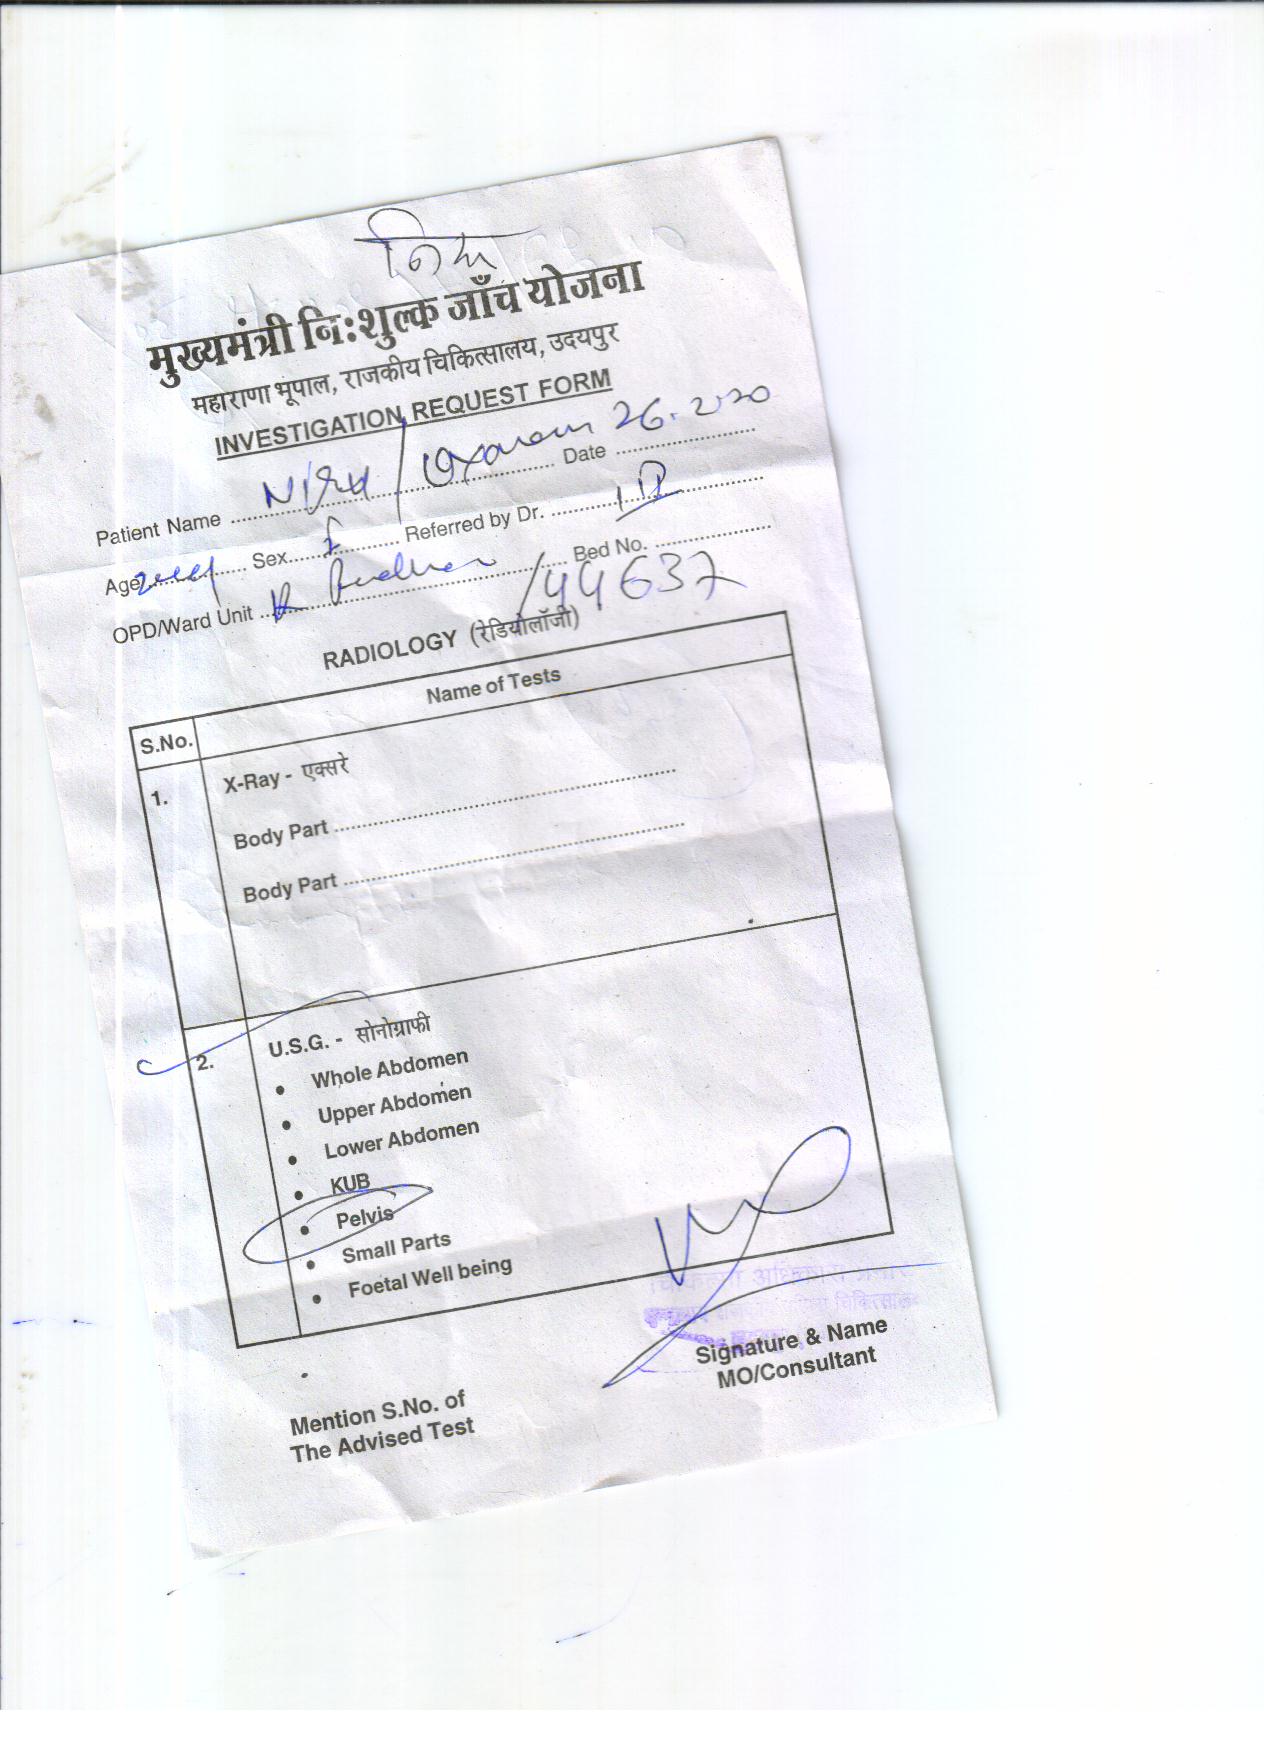 मुख्यमंत्री निःशुल्क जाँच योजना
महाराणा भूपाल, राजकीय चिकित्सालय, उदयपुर
INVESTIGATION REQUEST FORM
Patient Name Date 26.2.20
Age Sex f Referred by Dr.
OPD/Ward Unit Bed No.
/44637
RADIOLOGY (रेडियोलॉजी)
S.No. Name of Tests
1. X-Ray - एक्सरे
Body Part
Body Part
2. U.S.G. - सोनोग्राफी
• Whole Abdomen
• Upper Abdomen
• Lower Abdomen
• KUB
• Pelvis
• Small Parts
• Foetal Well being
Signature & Name
MO/Consultant
Mention S.No. of
The Advised Test